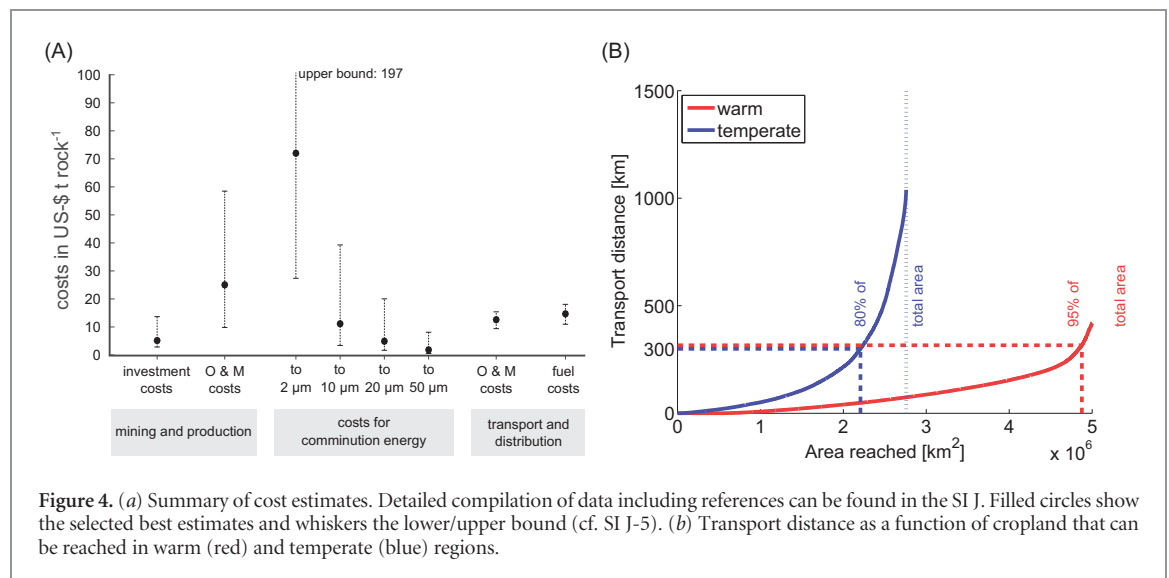 (A)
upper bound: 197
costs in US-$ t rock⁻¹
100
90
80
70
60
50
40
30
20
10
0
investment costs
O & M costs
to 2 µm
to 10 µm
to 20 µm
to 50 µm
O & M costs
fuel costs
mining and production
costs for comminution energy
transport and distribution
(B)
warm
temperate
Transport distance [km]
1500
1000
500
300
0
80% of total area
95% of total area
0
1
2
3
4
5
x 10⁶
Area reached [km²]
Figure 4. (a) Summary of cost estimates. Detailed compilation of data including references can be found in the SI J. Filled circles show
the selected best estimates and whiskers the lower/upper bound (cf. SI J-5). (b) Transport distance as a function of cropland that can
be reached in warm (red) and temperate (blue) regions.